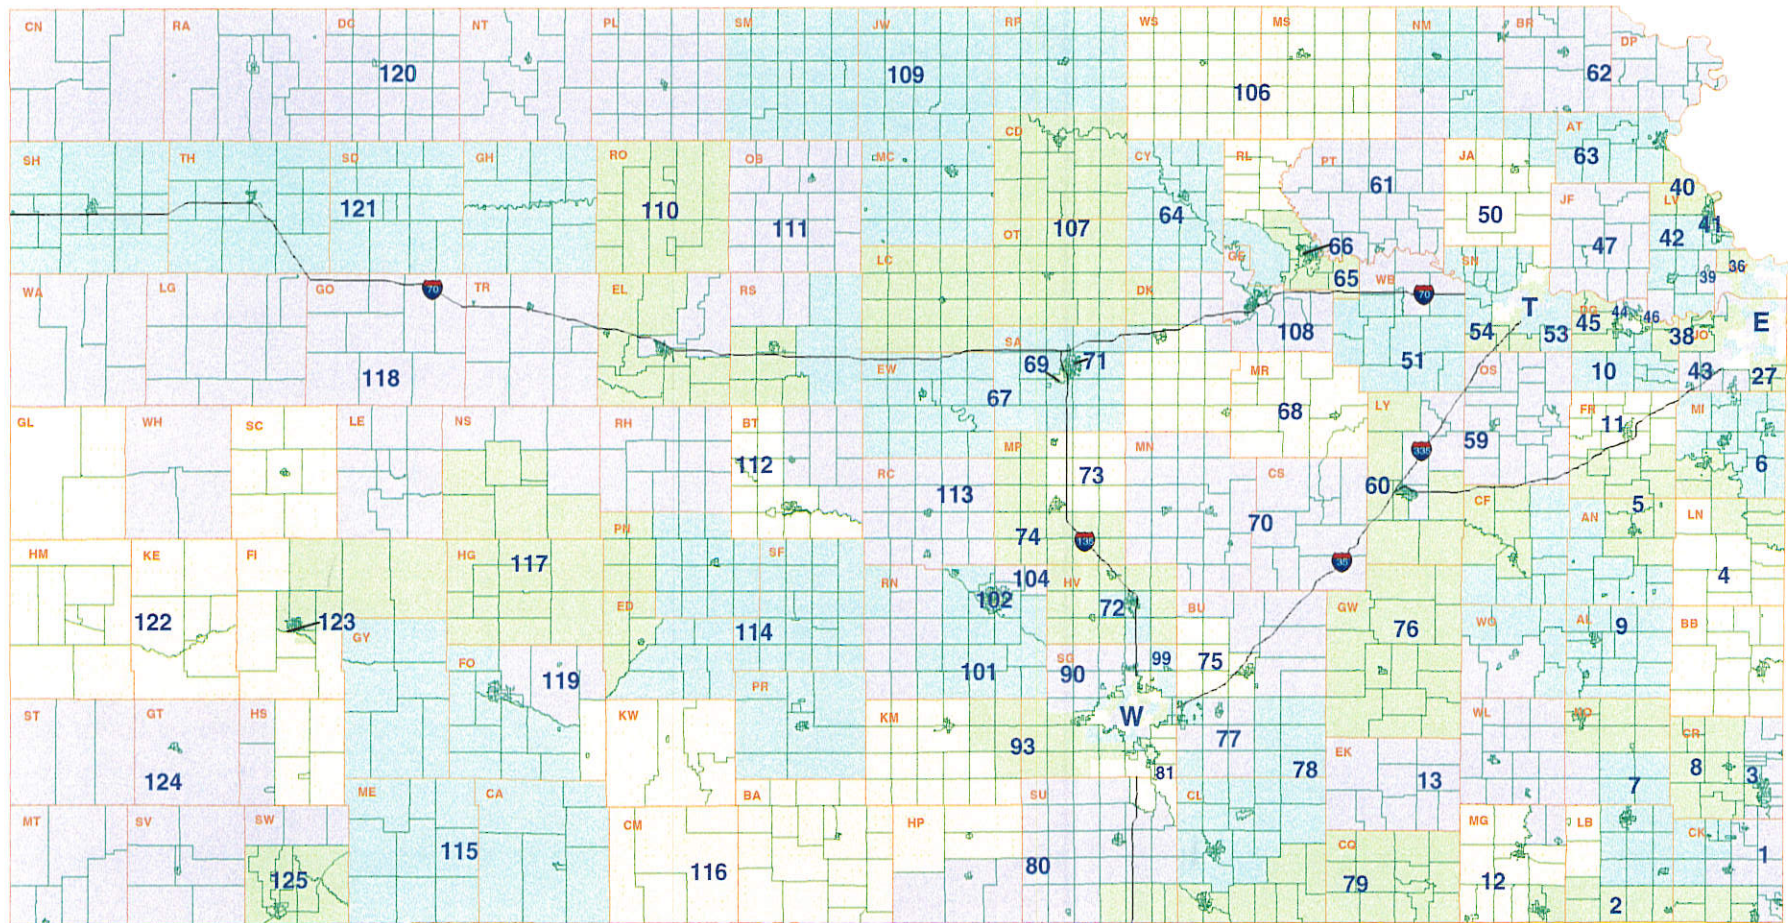 CN RA DC NT PL SM JW RP WS MS NM BR DP
120 109 106 62
SH TH SD GH RO OB MC CD CY RL PT JA AT
63
121 110 111 OT 107 64 61 50 JF 47 LV 40
66 42 41
WA LG GO 70 TR EL RS LC DK GE 65 WB 70 SN 39 36
118 SA 108 54 T 53 DG 45 44 46 38 JO E
EW 69 71 67 MR 51 OS 10 43 27
GL WH SC LE NS RH BT 112 RC 113 MP 73 MN 68 LY 335 59 FR 11 MI 6
CS 60 CF AN 5 LN
PN 74 135 70 35 4
HM KE FI HG 117 SF RN 104 HV
122 123 ED 114 102 72 BU GW 76 WO AL 9 BB
GY FO 119 PR 101 SG 90 99 75
ST GT HS KW KM 93 W 77 WL NO CR
124 81 78 EK 13 7 8 3
ME CA BA SU CL
MT SV SW 115 CM 116 HP 80 CQ 79 MG 12 LB 2 CK 1
125